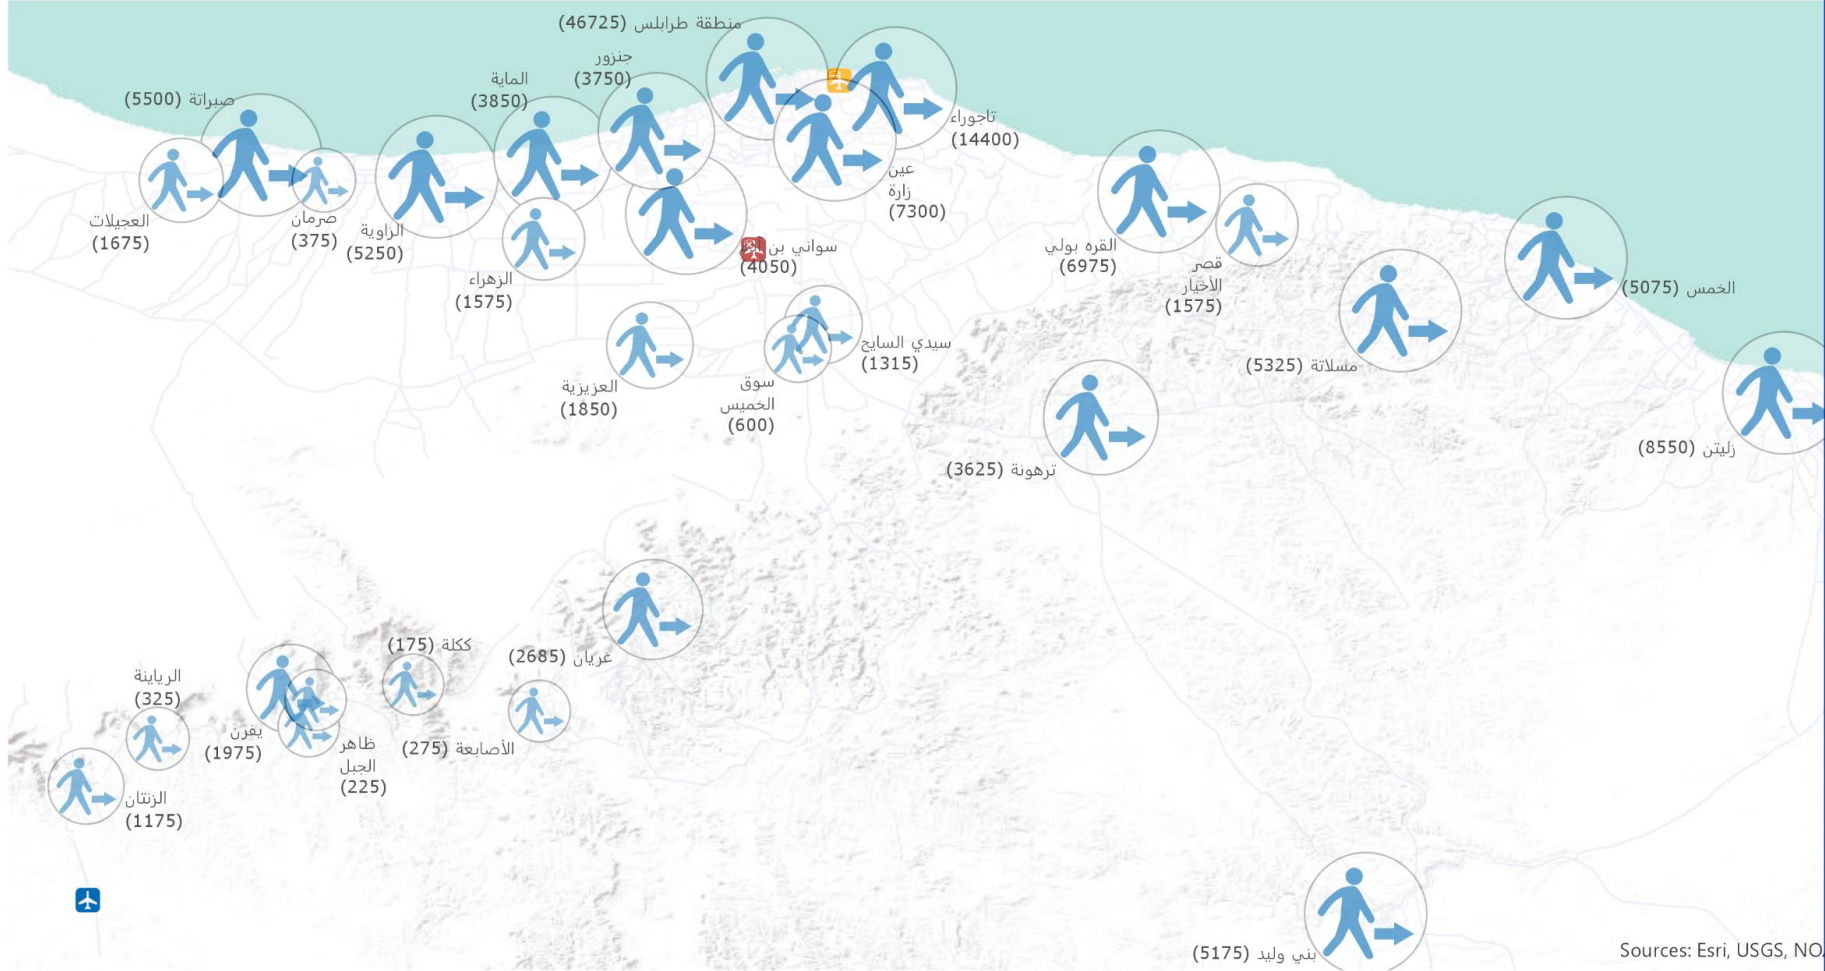 منطقة طرابلس (46725)
جنزور
(3750)
الماية
(3850)
صبراتة (5500)
تاجوراء
(14400)
عين
زارة
(7300)
العجيلات
(1675)
صرمان
(375)
الزاوية
(5250)
سواني بن
(4050)
القره بولي
(6975)
قصر
الأخيار
(1575)
الزهراء
(1575)
الخمس (5075)
سيدي السايح
(1315)
مسلاتة (5325)
العزيزية
(1850)
سوق
الخميس
(600)
زليتن (8550)
ترهونة (3625)
ككلة (175)
غريان (2685)
الرياينة
(325)
يفرن
(1975)
ظاهر
الجبل
(225)
الأصابعة (275)
الزنتان
(1175)
بني وليد (5175)
Sources: Esri, USGS, NO